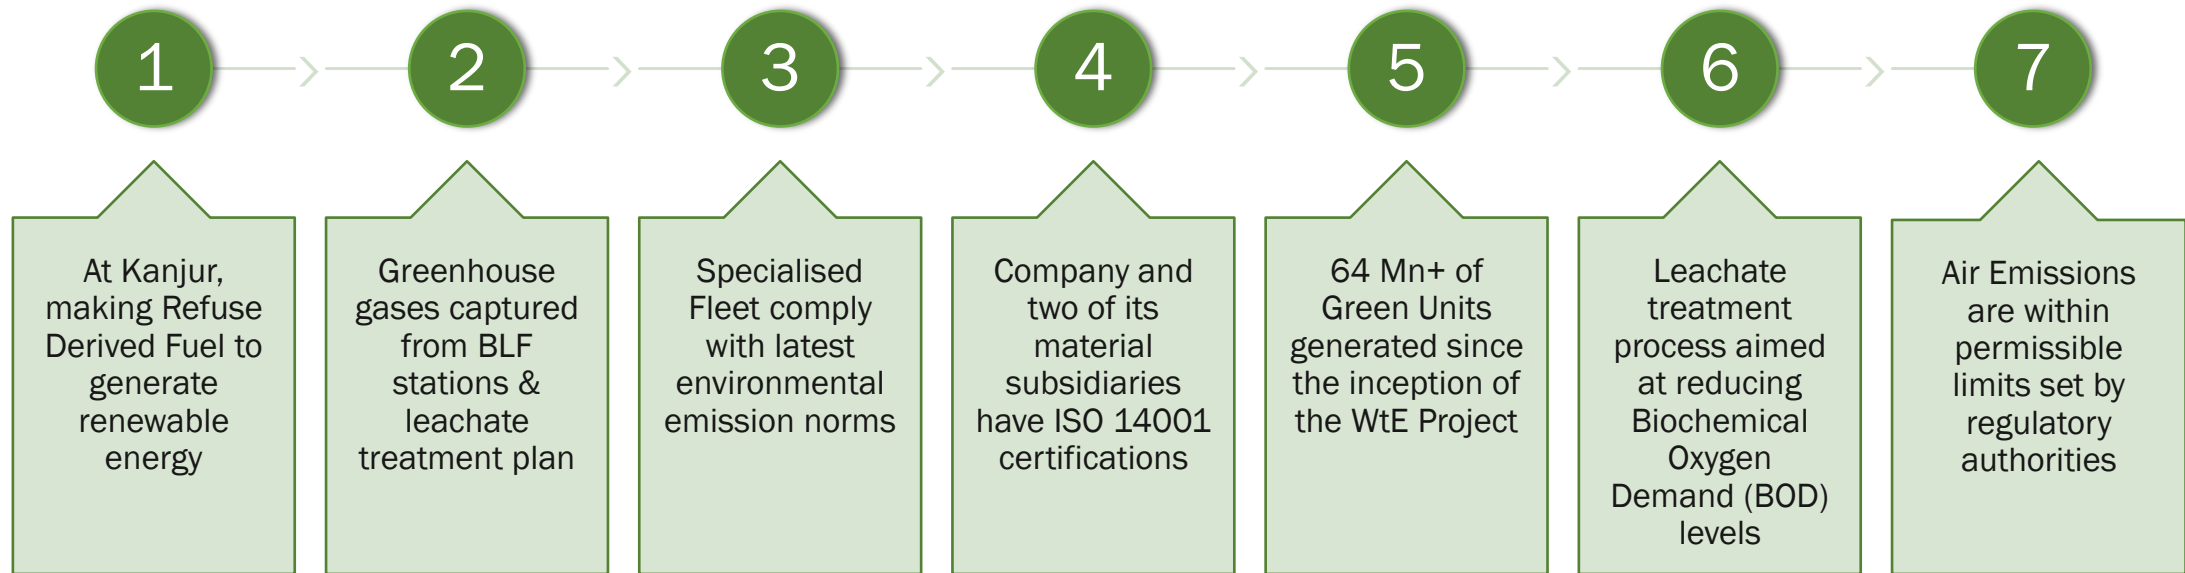 1
2
3
4
5
6
7
At Kanjur,
making Refuse
Derived Fuel to
generate
renewable
energy
Greenhouse
gases captured
from BLF
stations &
leachate
treatment plan
Specialised
Fleet comply
with latest
environmental
emission norms
Company and
two of its
material
subsidiaries
have ISO 14001
certifications
64 Mn+ of
Green Units
generated since
the inception of
the WtE Project
Leachate
treatment
process aimed
at reducing
Biochemical
Oxygen
Demand (BOD)
levels
Air Emissions
are within
permissible
limits set by
regulatory
authorities